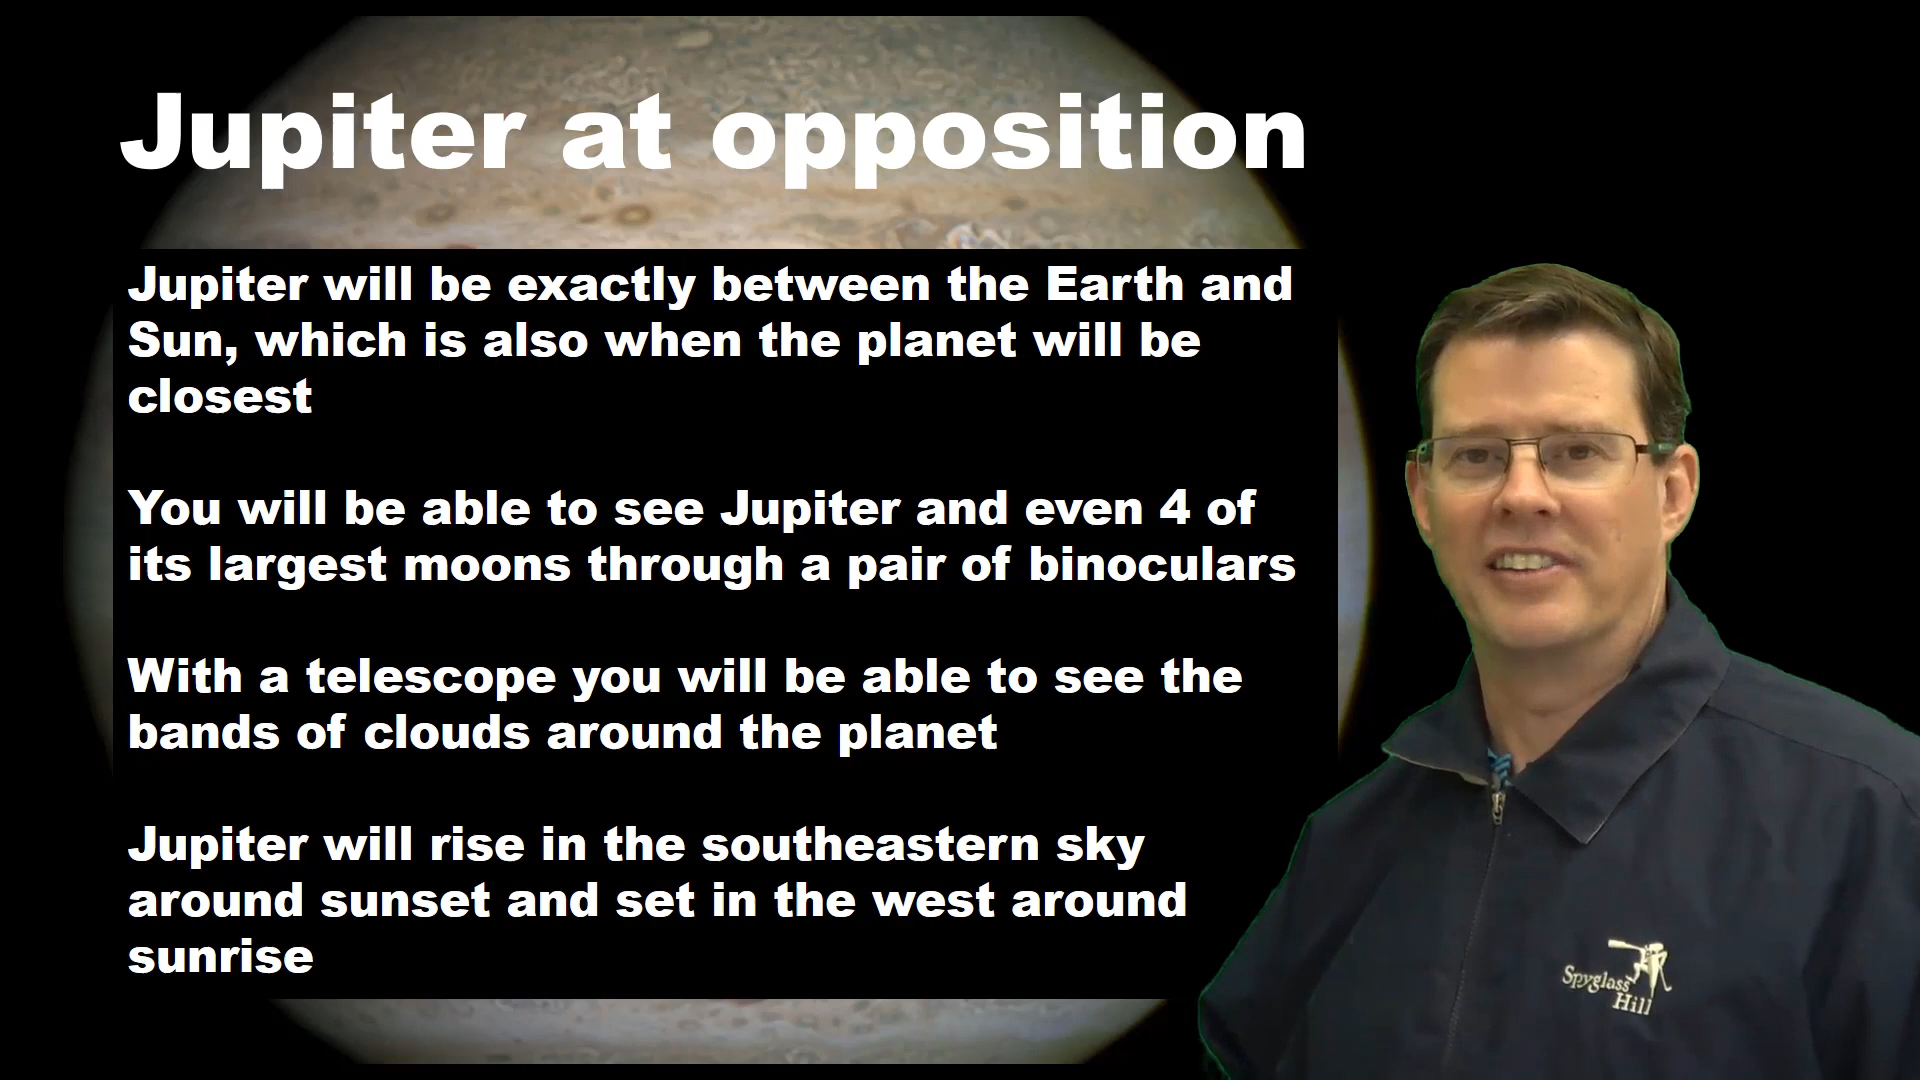 Jupiter at opposition
Jupiter will be exactly between the Earth and
Sun, which is also when the planet will be
closest
You will be able to see Jupiter and even 4 of
its largest moons through a pair of binoculars
With a telescope you will be able to see the
bands of clouds around the planet
Jupiter will rise in the southeastern sky
around sunset and set in the west around
sunrise
Spyglass
Hill